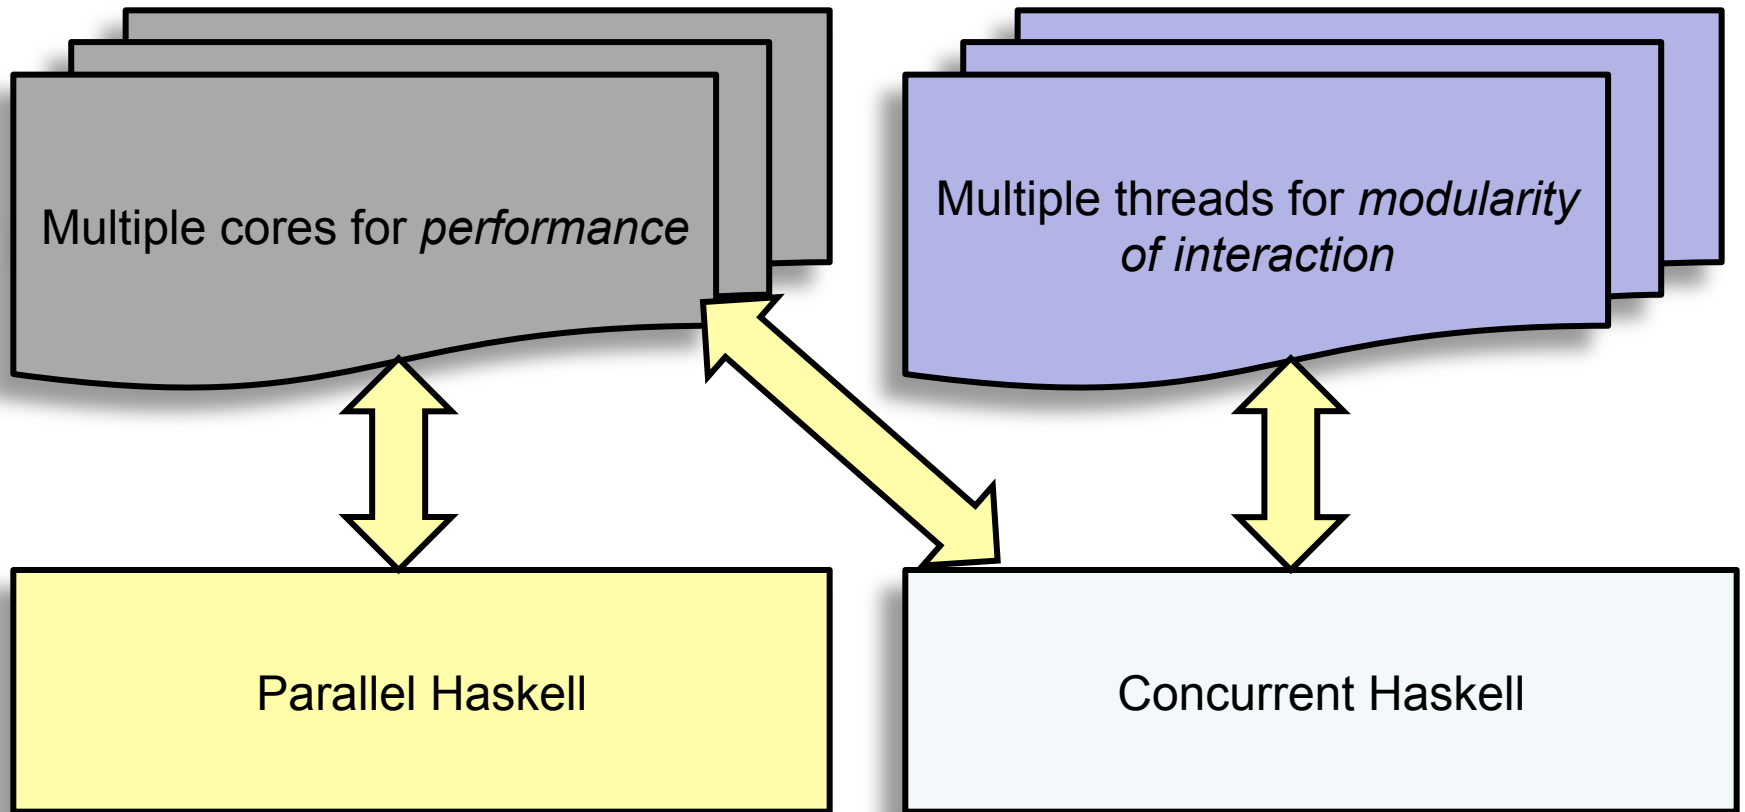 Multiple cores for performance
Multiple threads for modularity
of interaction
Parallel Haskell
Concurrent Haskell